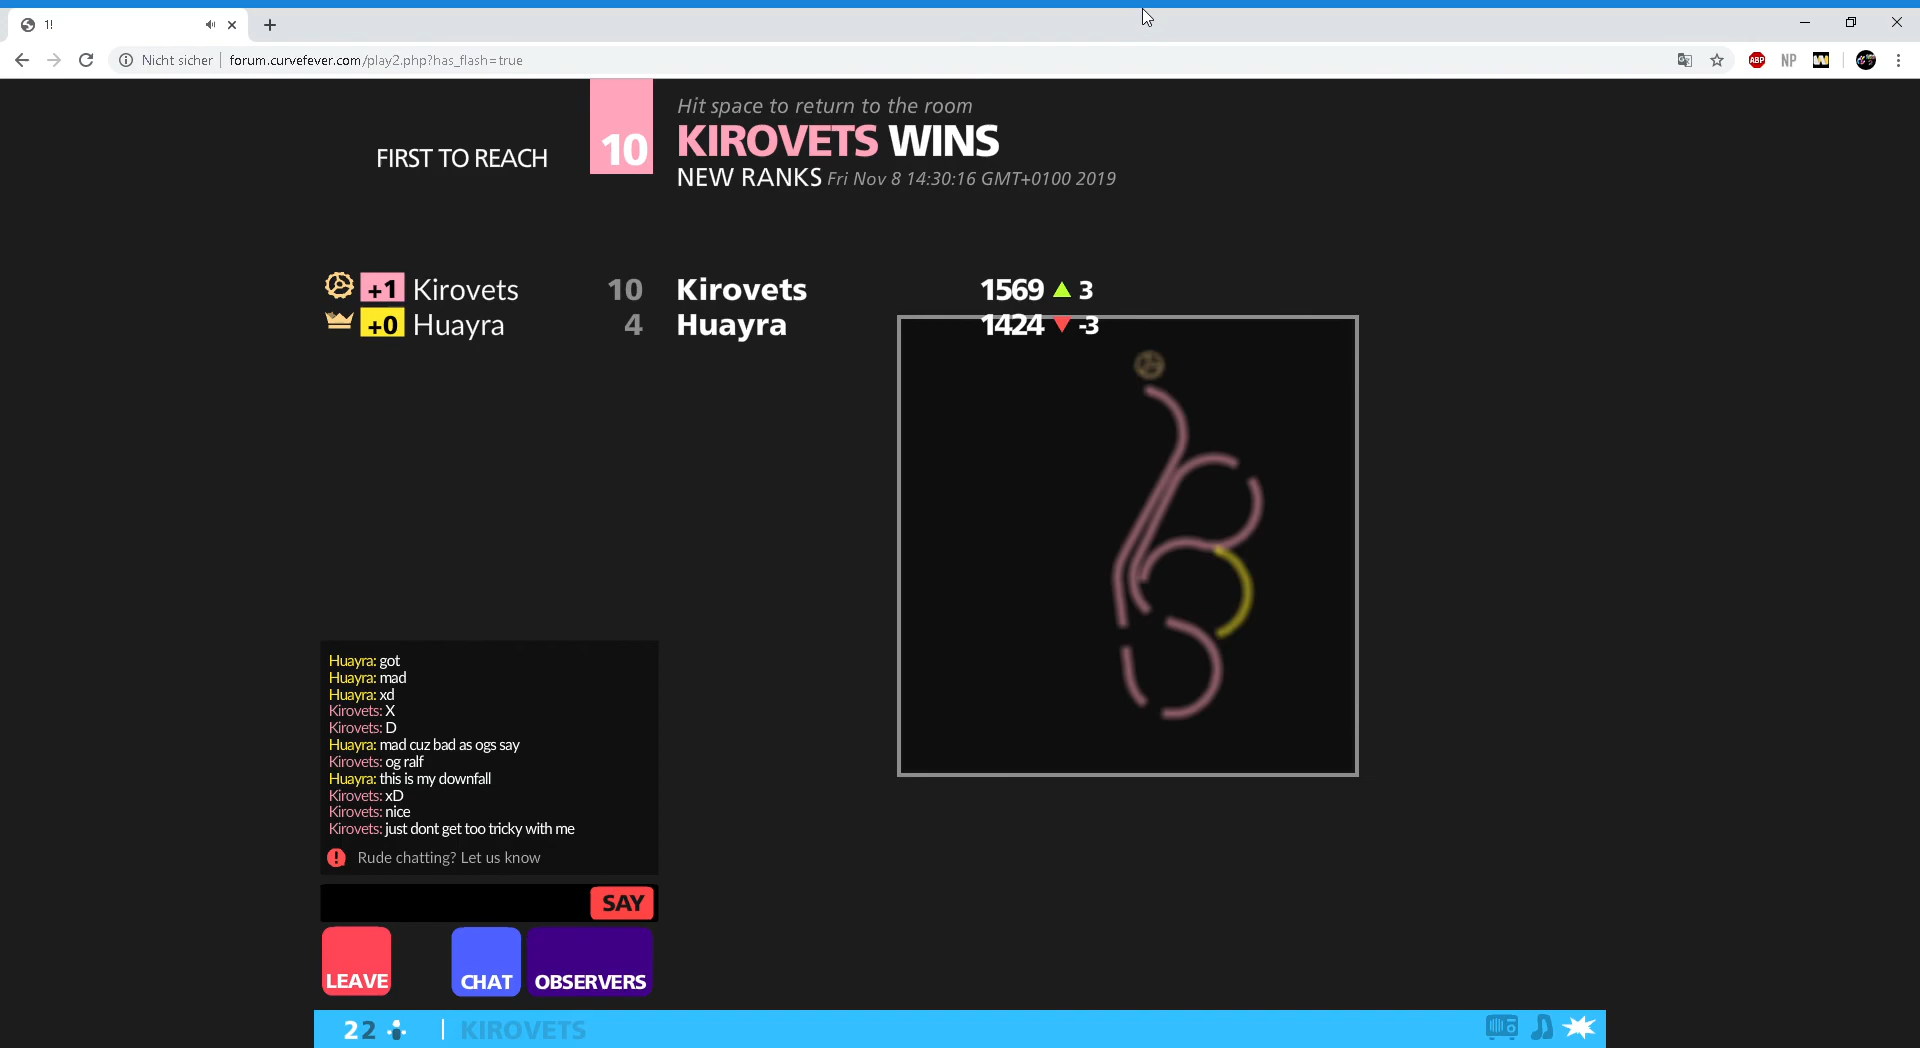 1!
Nicht sicher forum.curvefever.com/play2.php?has_flash=true
ABP NP W
Hit space to return to the room
FIRST TO REACH 10 KIROVETS WINS
NEW RANKS Fri Nov 8 14:30:16 GMT+0100 2019
+1 Kirovets 10 Kirovets 1569 3
+0 Huayra 4 Huayra 1424 -3
Huayra: got
Huayra: mad
Huayra: xd
Kirovets: X
Kirovets: D
Huayra: mad cuz bad as ogs say
Kirovets: og ralf
Huayra: this is my downfall
Kirovets: xD
Kirovets: nice
Kirovets: just dont get too tricky with me
! Rude chatting? Let us know
SAY
LEAVE CHAT OBSERVERS
22 KIROVETS